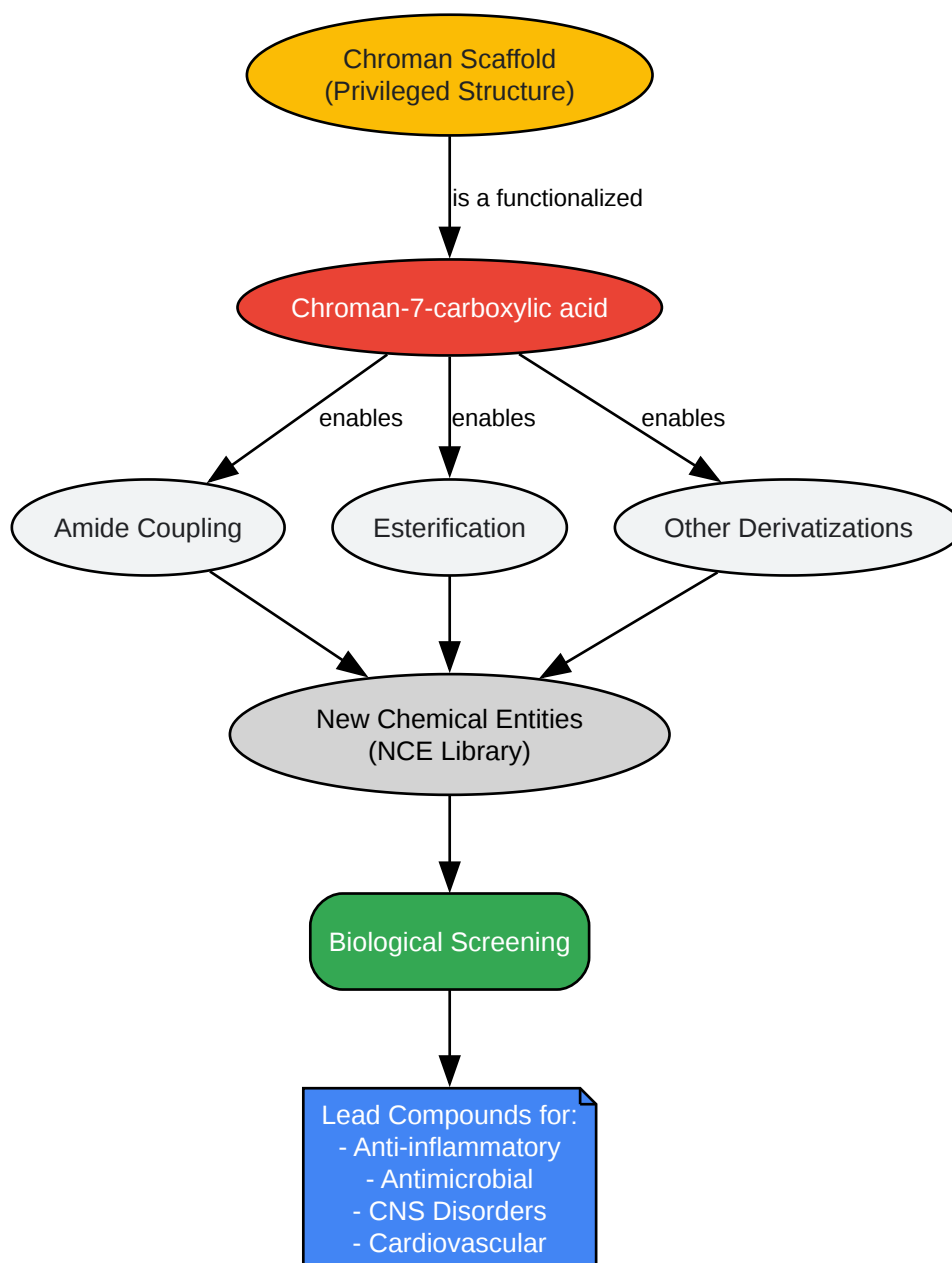 Chroman Scaffold
(Privileged Structure)
is a functionalized
Chroman-7-carboxylic acid
enables
enables
enables
Amide Coupling
Esterification
Other Derivatizations
New Chemical Entities
(NCE Library)
Biological Screening
Lead Compounds for:
- Anti-inflammatory
- Antimicrobial
- CNS Disorders
- Cardiovascular